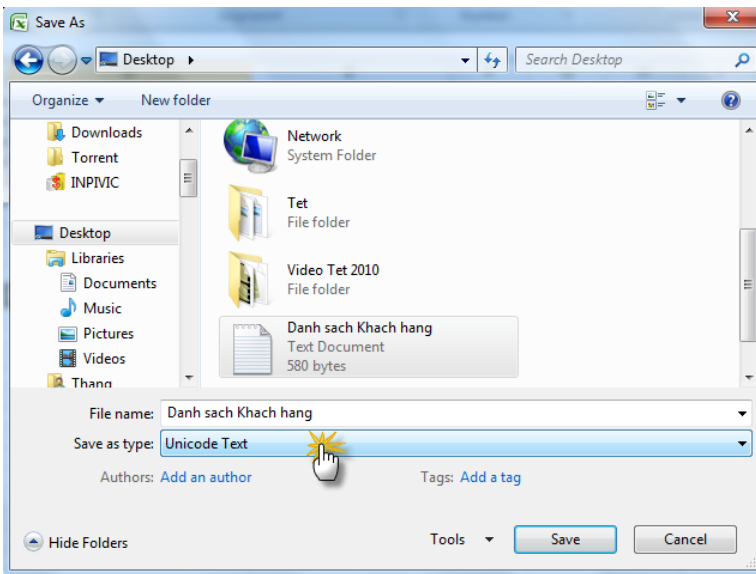 Save As
Desktop
Search Desktop
Organize
New folder
Downloads
Torrent
INPIVIC
Desktop
Libraries
Documents
Music
Pictures
Videos
Thang
Network
System Folder
Tet
File folder
Video Tet 2010
File folder
Danh sach Khach hang
Text Document
580 bytes
File name: Danh sach Khach hang
Save as type: Unicode Text
Authors: Add an author
Tags: Add a tag
Hide Folders
Tools
Save
Cancel